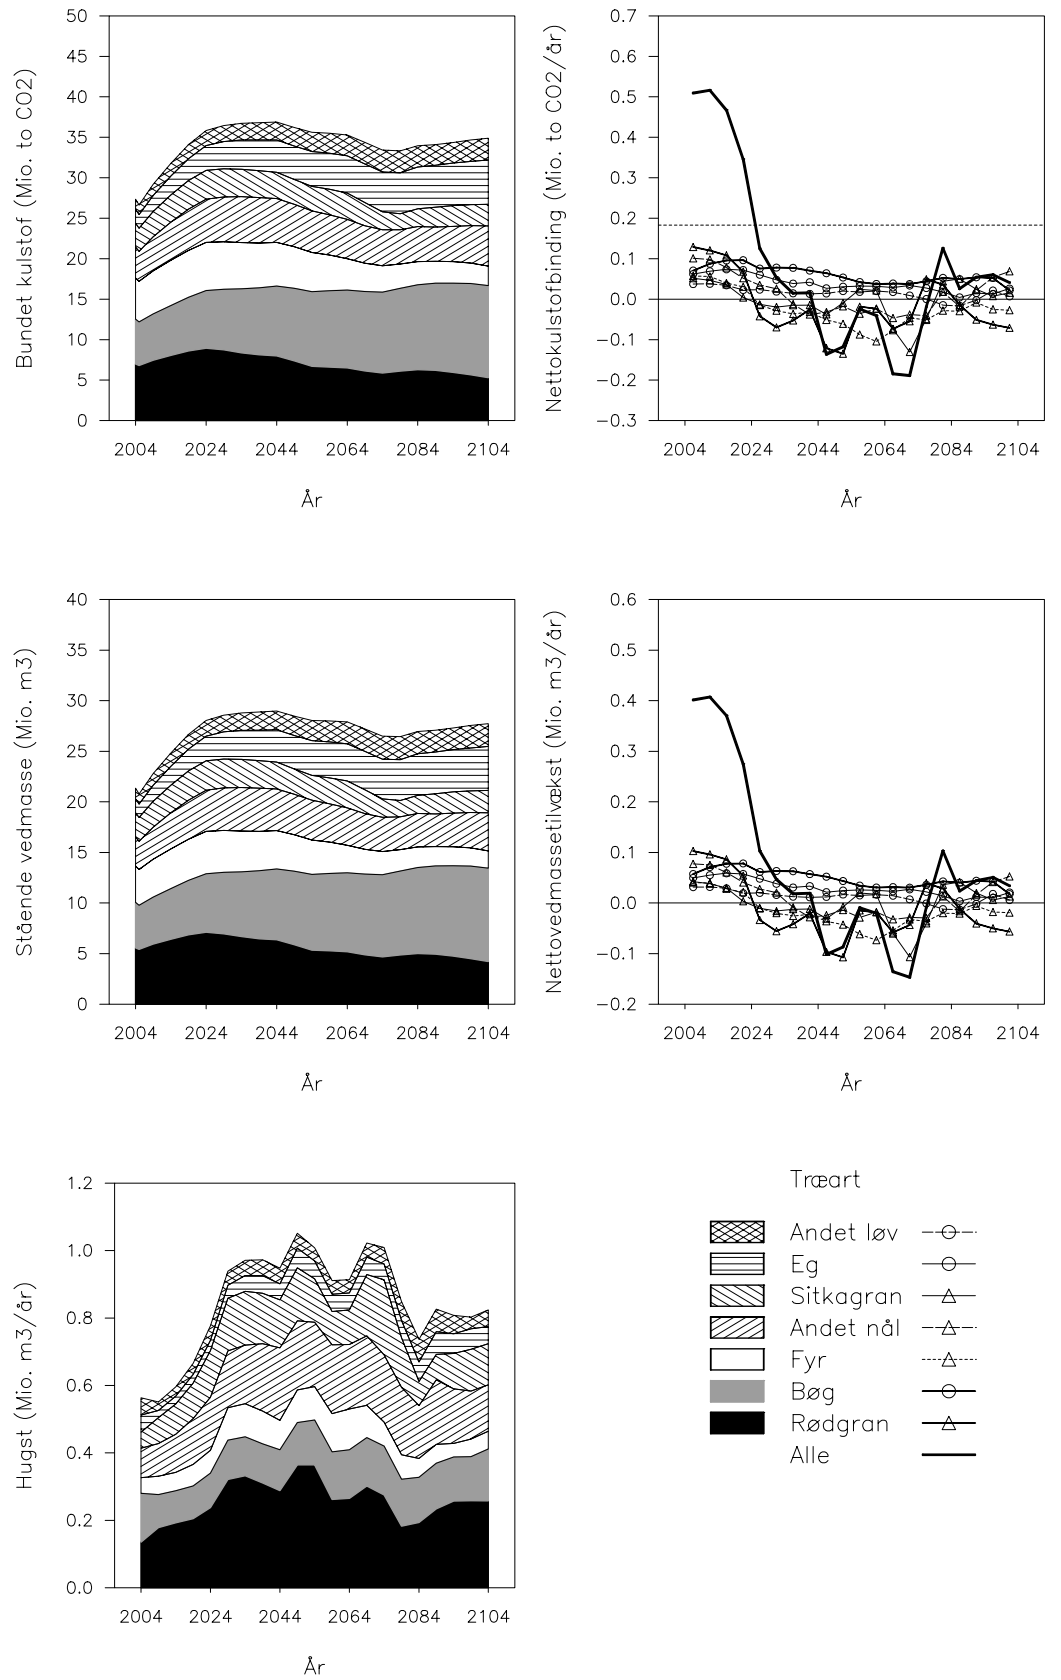 Bundet kulstof (Mio. to CO2)
50
45
40
35
30
25
20
15
10
5
0
2004 2024 2044 2064 2084 2104
År
Nettokulstofbinding (Mio. to CO2/år)
0.7
0.6
0.5
0.4
0.3
0.2
0.1
0.0
−0.1
−0.2
−0.3
2004 2024 2044 2064 2084 2104
År
Stående vedmasse (Mio. m3)
40
35
30
25
20
15
10
5
0
2004 2024 2044 2064 2084 2104
År
Nettovedmassetilvækst (Mio. m3/år)
0.6
0.5
0.4
0.3
0.2
0.1
0.0
−0.1
−0.2
2004 2024 2044 2064 2084 2104
År
Hugst (Mio. m3/år)
1.2
1.0
0.8
0.6
0.4
0.2
0.0
2004 2024 2044 2064 2084 2104
År
Træart
Andet løv
Eg
Sitkagran
Andet nål
Fyr
Bøg
Rødgran
Alle